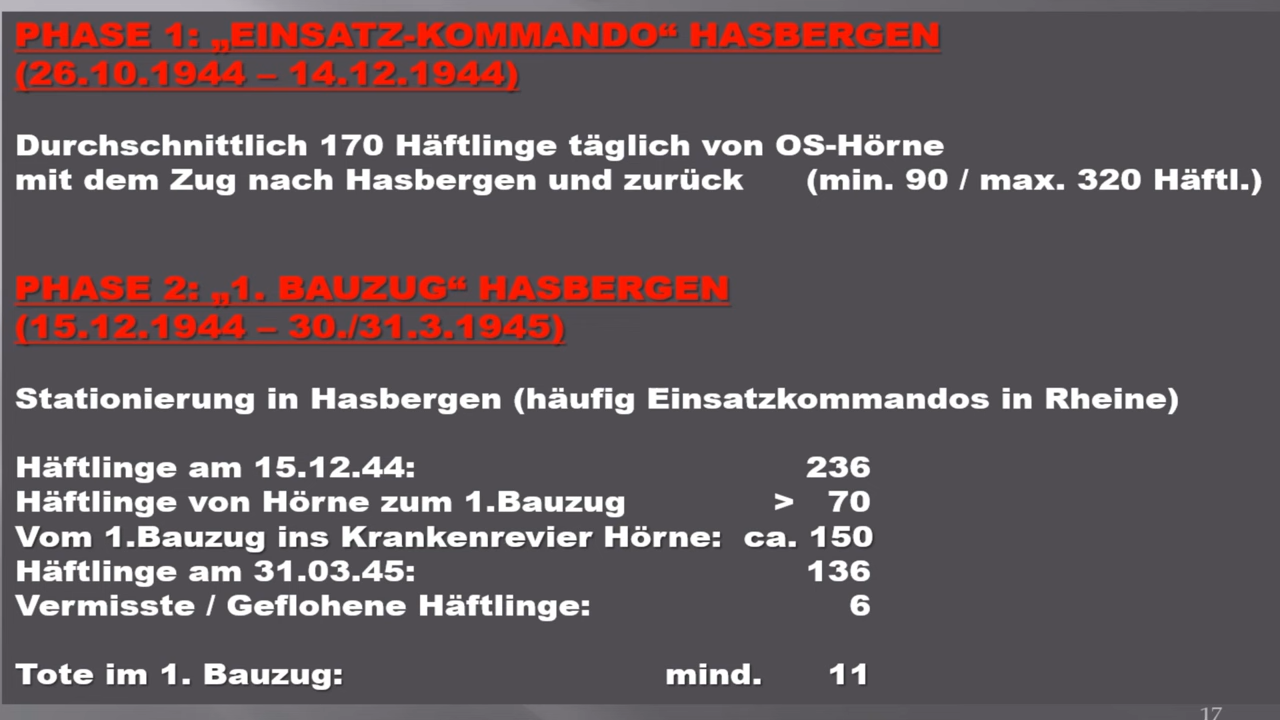 PHASE 1: „EINSATZ-KOMMANDO“ HASBERGEN
(26.10.1944 – 14.12.1944)
Durchschnittlich 170 Häftlinge täglich von OS-Hörne
mit dem Zug nach Hasbergen und zurück (min. 90 / max. 320 Häftl.)
PHASE 2: „1. BAUZUG“ HASBERGEN
(15.12.1944 – 30./31.3.1945)
Stationierung in Hasbergen (häufig Einsatzkommandos in Rheine)
Häftlinge am 15.12.44: 236
Häftlinge von Hörne zum 1.Bauzug > 70
Vom 1.Bauzug ins Krankenrevier Hörne: ca. 150
Häftlinge am 31.03.45: 136
Vermisste / Geflohene Häftlinge: 6
Tote im 1. Bauzug: mind. 11
17